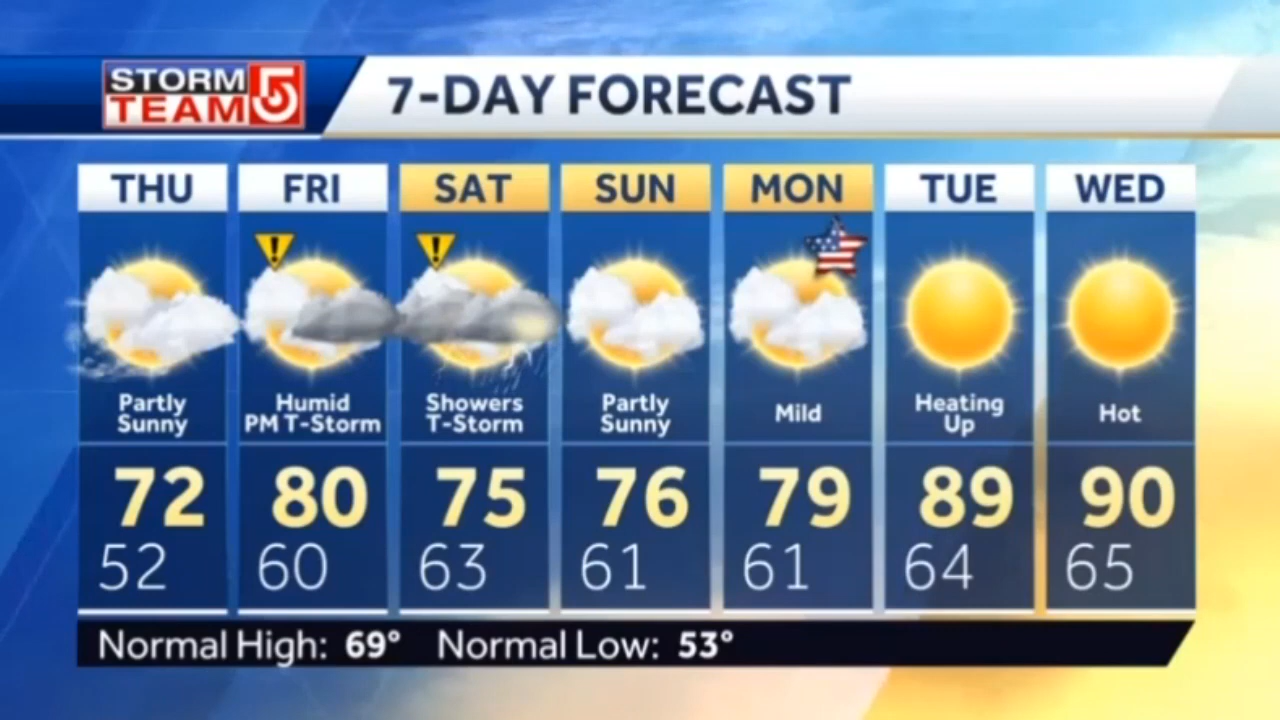 STORM
TEAM 5
7-DAY FORECAST
THU FRI SAT SUN MON TUE WED
! !
Partly
Sunny
Humid
PM T-Storm
Showers
T-Storm
Partly
Sunny
Mild
Heating
Up
Hot
72 80 75 76 79 89 90
52 60 63 61 61 64 65
Normal High: 69° Normal Low: 53°